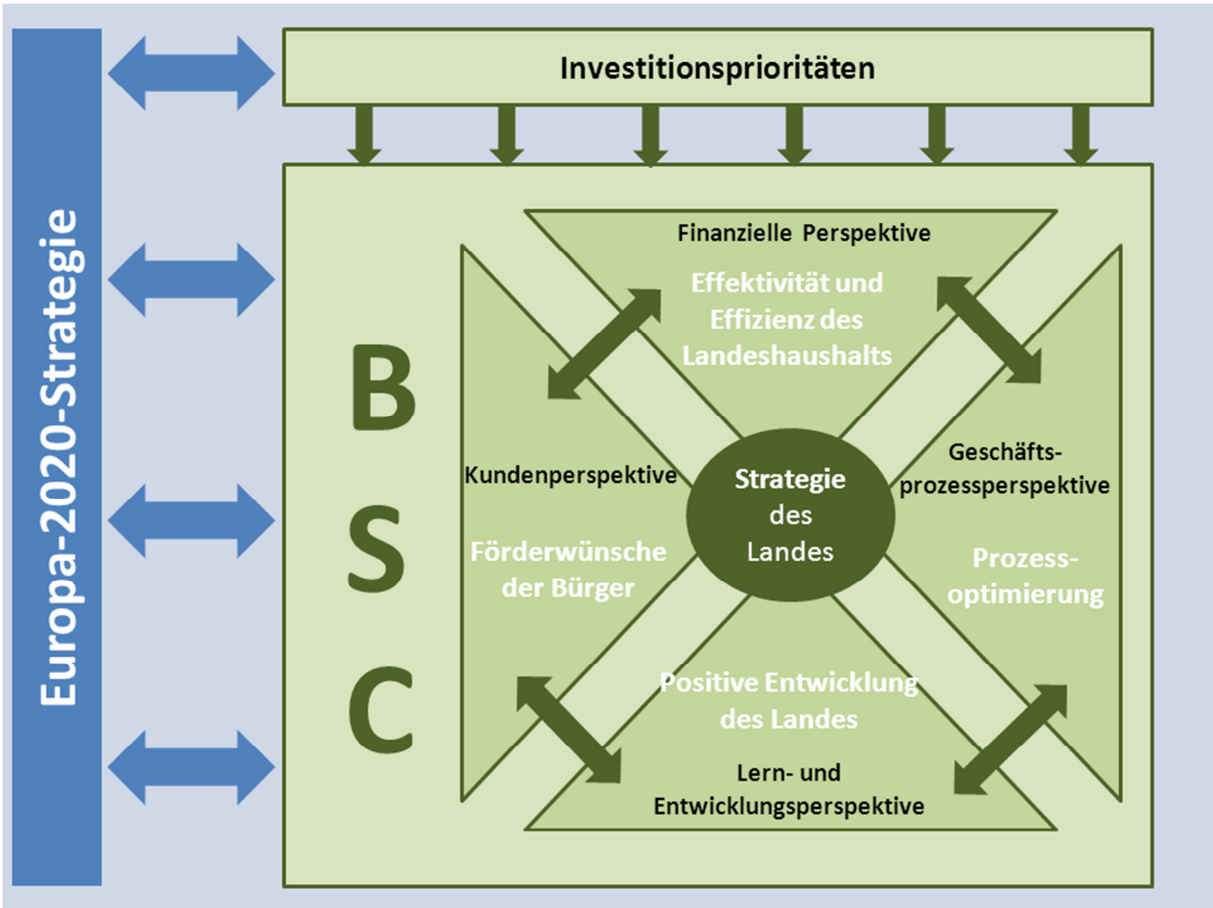 Europa-2020-Strategie
Investitionsprioritäten
B
S
C
Finanzielle Perspektive
Effektivität und
Effizienz des
Landeshaushalts
Kundenperspektive
Förderwünsche
der Bürger
Strategie
des
Landes
Geschäfts-
prozessperspektive
Prozess-
optimierung
Positive Entwicklung
des Landes
Lern- und
Entwicklungsperspektive